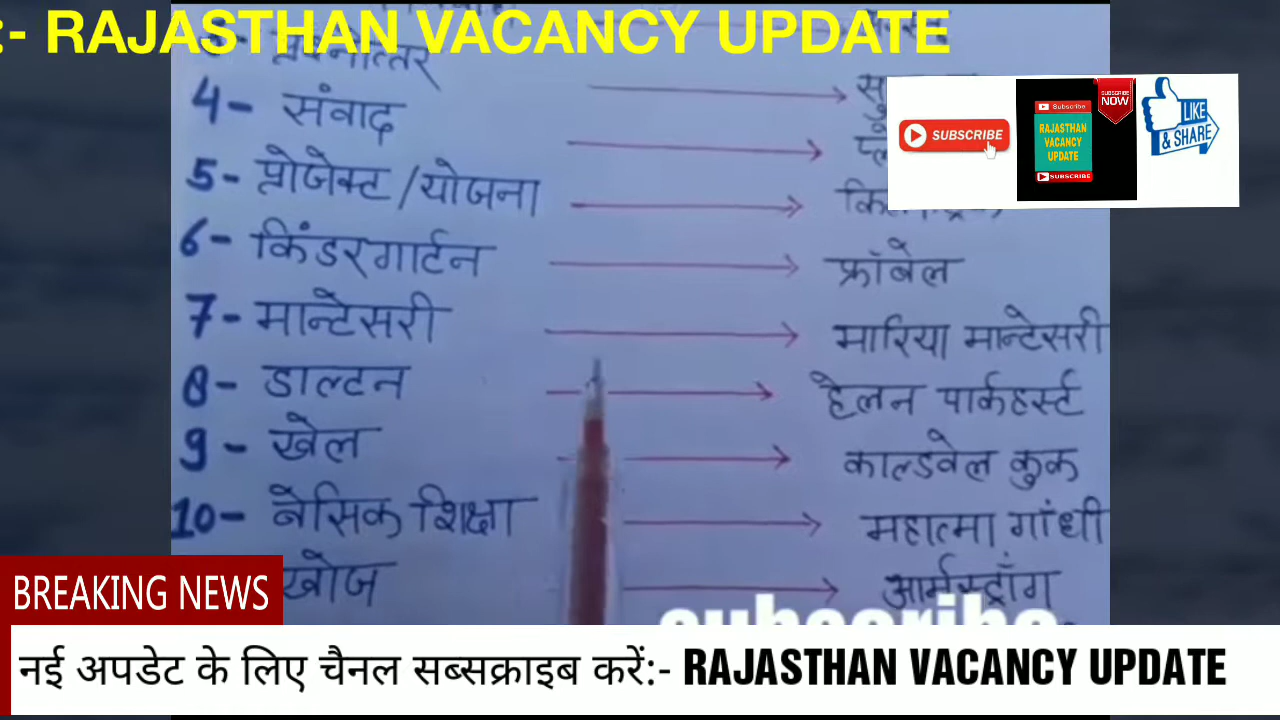 :- RAJASTHAN VACANCY UPDATE
4- संवाद
5- प्रोजेक्ट /योजना
6- किंडरगार्टन → फ्रॉबेल
7- मान्टेसरी → मारिया मान्टेसरी
8- डाल्टन → हेलन पार्कहर्स्ट
9- खेल → काल्डवेल कुक
10- बेसिक शिक्षा → महात्मा गांधी
खोज → आर्मस्ट्रॉंग
SUBSCRIBE
Subscribe
SUBSCRIBE
NOW
RAJASTHAN
VACANCY
UPDATE
SUBSCRIBE
LIKE
& SHARE
subscribe
BREAKING NEWS
नई अपडेट के लिए चैनल सब्सक्राइब करें:- RAJASTHAN VACANCY UPDATE